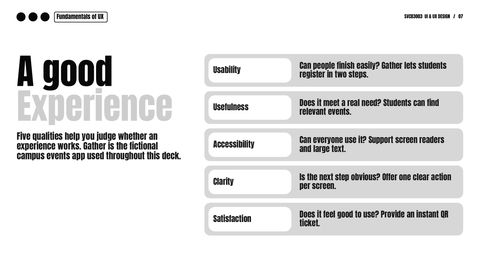 Fundamentals of UX
SVCB3003 UI & UX DESIGN / 07
A good
Experience
Five qualities help you judge whether an
experience works. Gather is the fictional
campus events app used throughout this deck.
Usability
Can people finish easily? Gather lets students
register in two steps.
Usefulness
Does it meet a real need? Students can find
relevant events.
Accessibility
Can everyone use it? Support screen readers
and large text.
Clarity
Is the next step obvious? Offer one clear action
per screen.
Satisfaction
Does it feel good to use? Provide an instant QR
ticket.